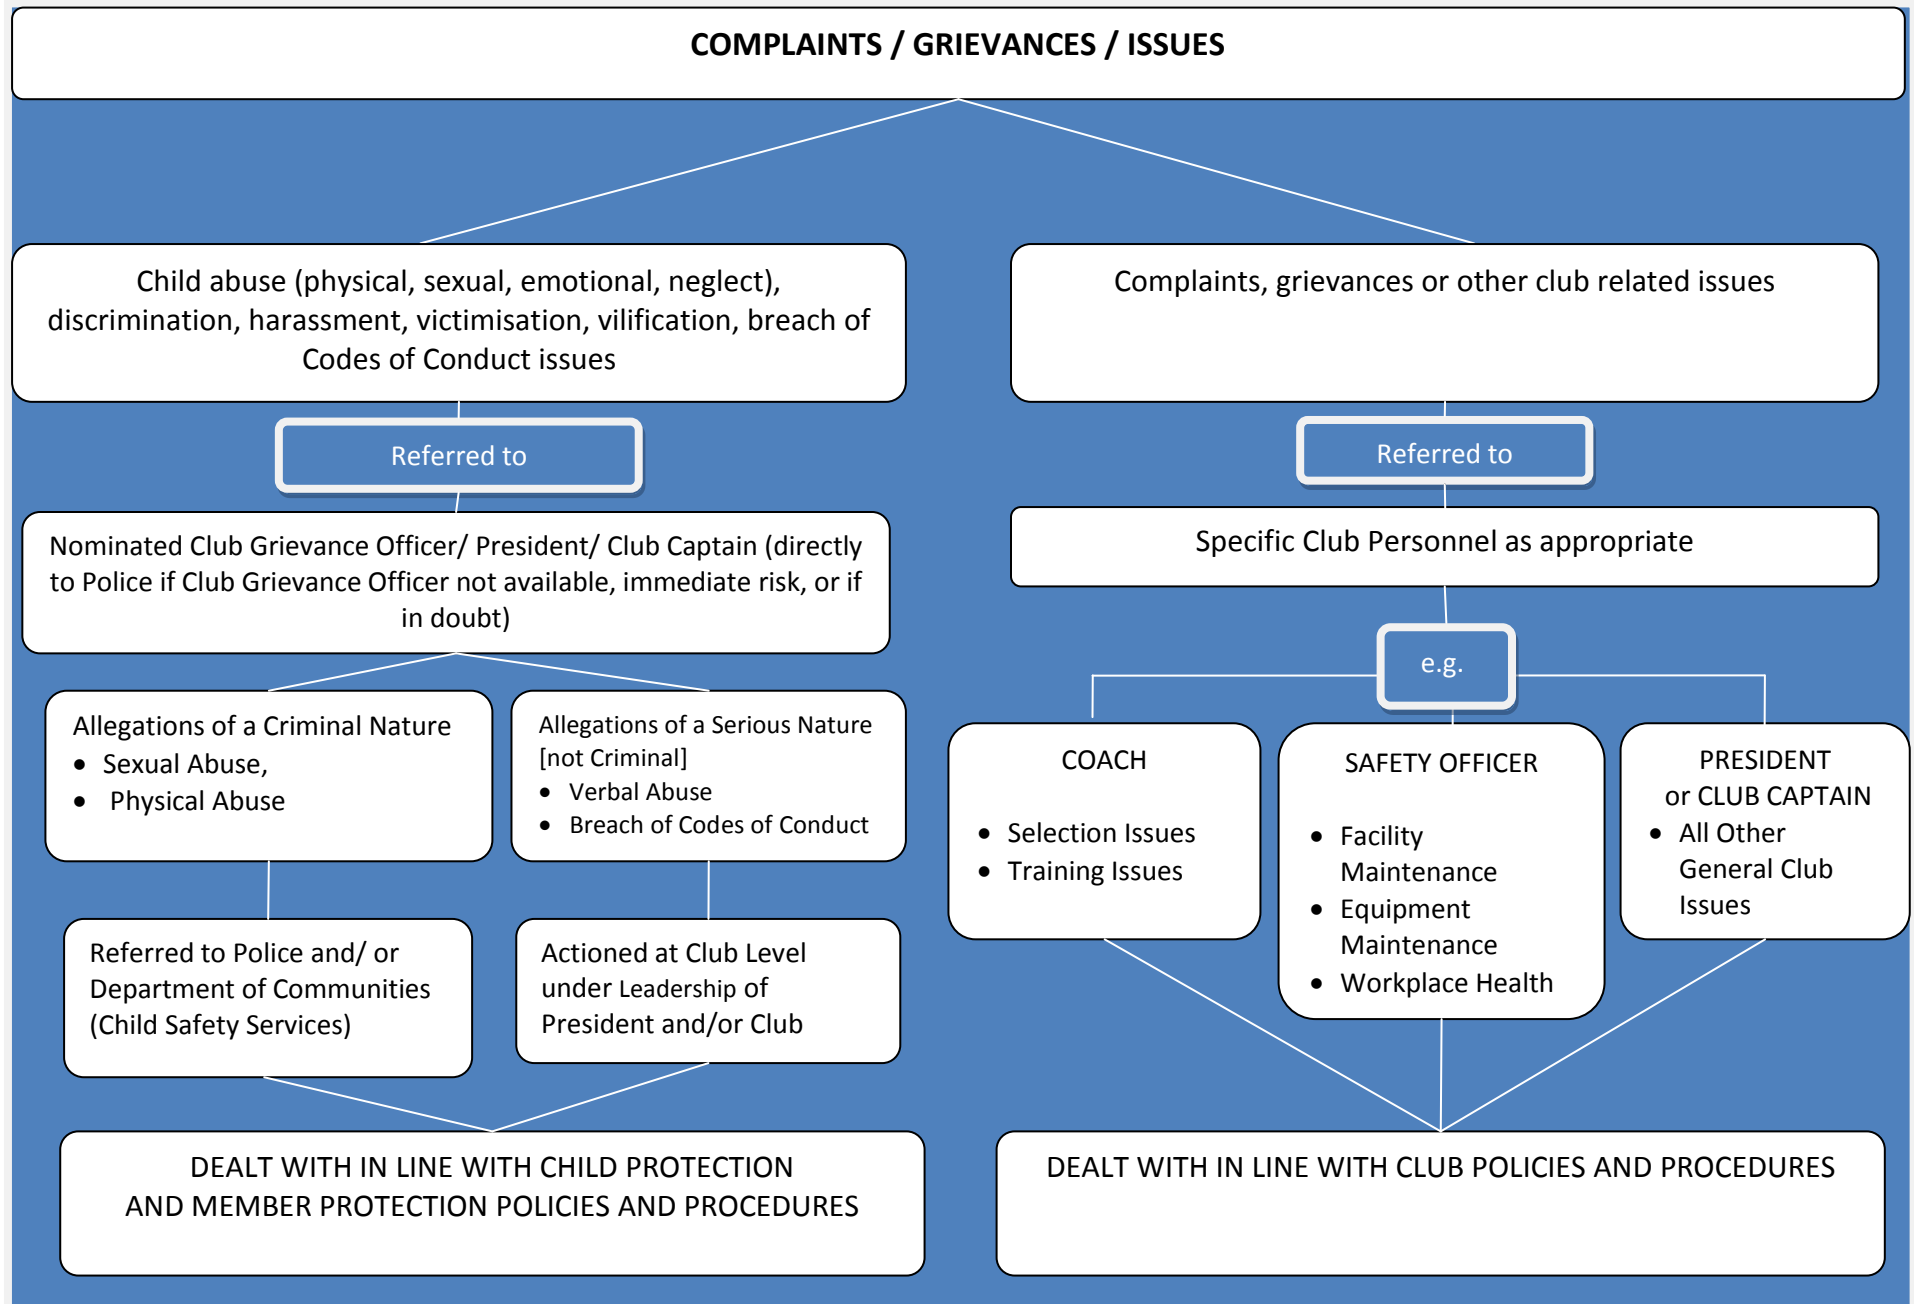 COMPLAINTS / GRIEVANCES / ISSUES
Child abuse (physical, sexual, emotional, neglect),
discrimination, harassment, victimisation, vilification, breach of
Codes of Conduct issues
Referred to
Nominated Club Grievance Officer/ President/ Club Captain (directly
to Police if Club Grievance Officer not available, immediate risk, or if
in doubt)
Allegations of a Criminal Nature
• Sexual Abuse,
• Physical Abuse
Allegations of a Serious Nature
[not Criminal]
• Verbal Abuse
• Breach of Codes of Conduct
Referred to Police and/ or
Department of Communities
(Child Safety Services)
Actioned at Club Level
under Leadership of
President and/or Club
DEALT WITH IN LINE WITH CHILD PROTECTION
AND MEMBER PROTECTION POLICIES AND PROCEDURES
Complaints, grievances or other club related issues
Referred to
Specific Club Personnel as appropriate
e.g.
COACH
• Selection Issues
• Training Issues
SAFETY OFFICER
• Facility
Maintenance
• Equipment
Maintenance
• Workplace Health
PRESIDENT
or CLUB CAPTAIN
• All Other
General Club
Issues
DEALT WITH IN LINE WITH CLUB POLICIES AND PROCEDURES